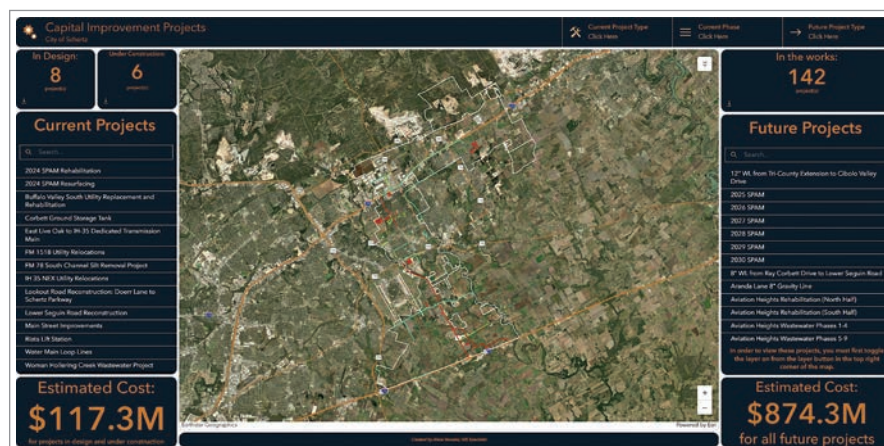 Capital Improvement Projects
City of Schertz
Current Project Type
Click Here
Current Phase
Click Here
Future Project Type
Click Here
In Design:
8
project(s)
Under Construction:
6
project(s)
In the works:
142
project(s)
Current Projects
Search...
2024 SPAM Rehabilitation
2024 SPAM Resurfacing
Buffalo Valley South Utility Replacement and
Rehabilitation
Corbett Ground Storage Tank
East Live Oak to IH-35 Dedicated Transmission
Main
FM 1518 Utility Relocations
FM 78 South Channel Silt Removal Project
IH 35 NEX Utility Relocations
Lookout Road Reconstruction: Doerr Lane to
Schertz Parkway
Lower Seguin Road Reconstruction
Main Street Improvements
Riata Lift Station
Water Main Loop Lines
Woman Hollering Creek Wastewater Project
Estimated Cost:
$117.3M
for projects in design and under construction
Earthstar Geographics
Powered by Esri
Future Projects
Search...
12" WL from Tri-County Extension to Cibolo Valley
Drive
2025 SPAM
2026 SPAM
2027 SPAM
2028 SPAM
2029 SPAM
2030 SPAM
8" WL from Ray Corbett Drive to Lower Seguin Road
Aranda Lane 8" Gravity Line
Aviation Heights Rehabilitation (North Half)
Aviation Heights Rehabilitation (South Half)
Aviation Heights Wastewater Phases 1-4
Aviation Heights Wastewater Phases 5-9
In order to view these projects, you must first toggle
the layer on from the layer button in the top right
corner of the map.
Estimated Cost:
$874.3M
for all future projects